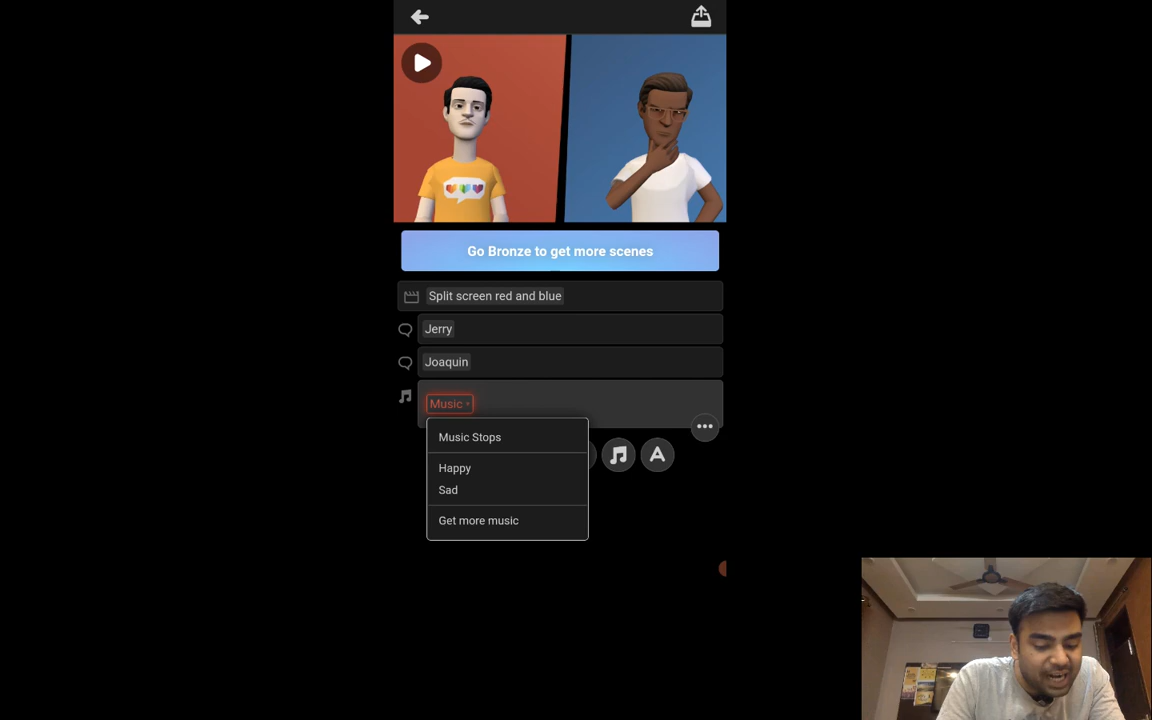 Go Bronze to get more scenes
Split screen red and blue
Jerry
Joaquin
Music
Music Stops
Happy
Sad
Get more music
A